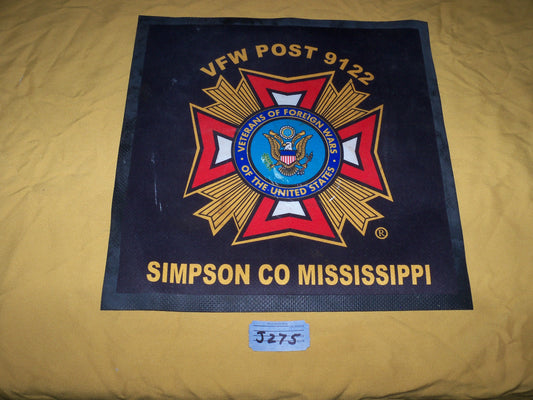 VFW POST 9122
VETERANS OF FOREIGN WARS
OF THE UNITED STATES
®
SIMPSON CO MISSISSIPPI
J275